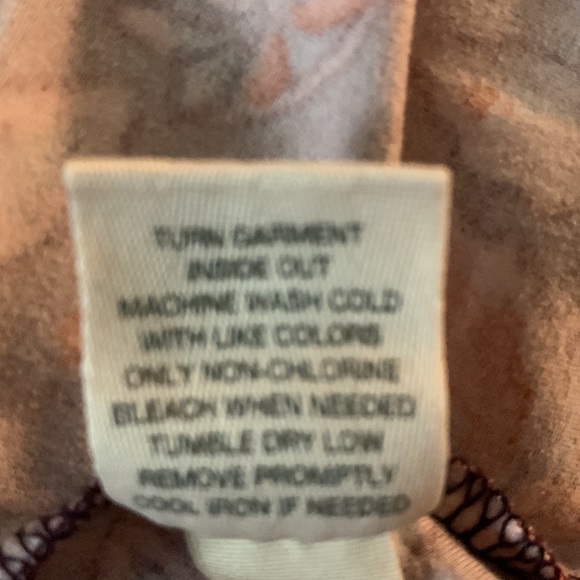 TURN GARMENT
INSIDE OUT
MACHINE WASH COLD
WITH LIKE COLORS
ONLY NON-CHLORINE
BLEACH WHEN NEEDED
TUMBLE DRY LOW
REMOVE PROMPTLY
COOL IRON IF NEEDED